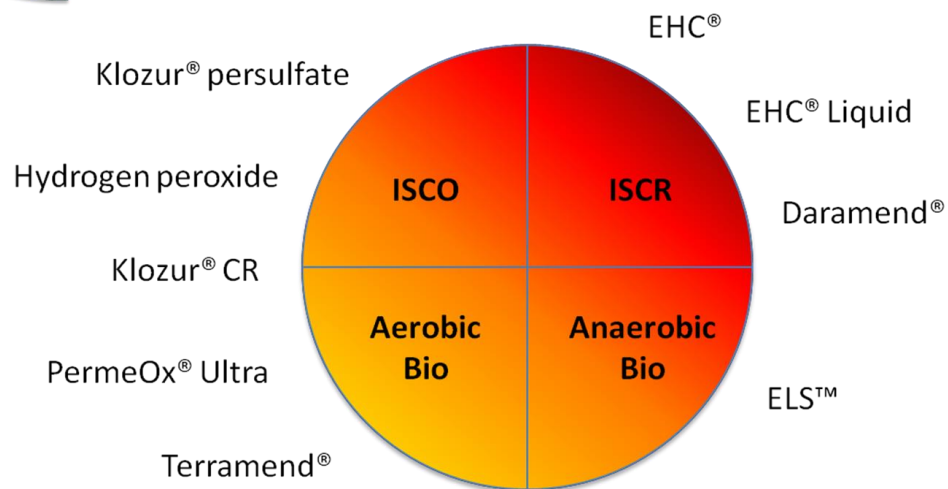 EHC®
Klozur® persulfate
EHC® Liquid
Hydrogen peroxide
ISCO
ISCR
Daramend®
Klozur® CR
Aerobic
Bio
Anaerobic
Bio
PermeOx® Ultra
ELS™
Terramend®